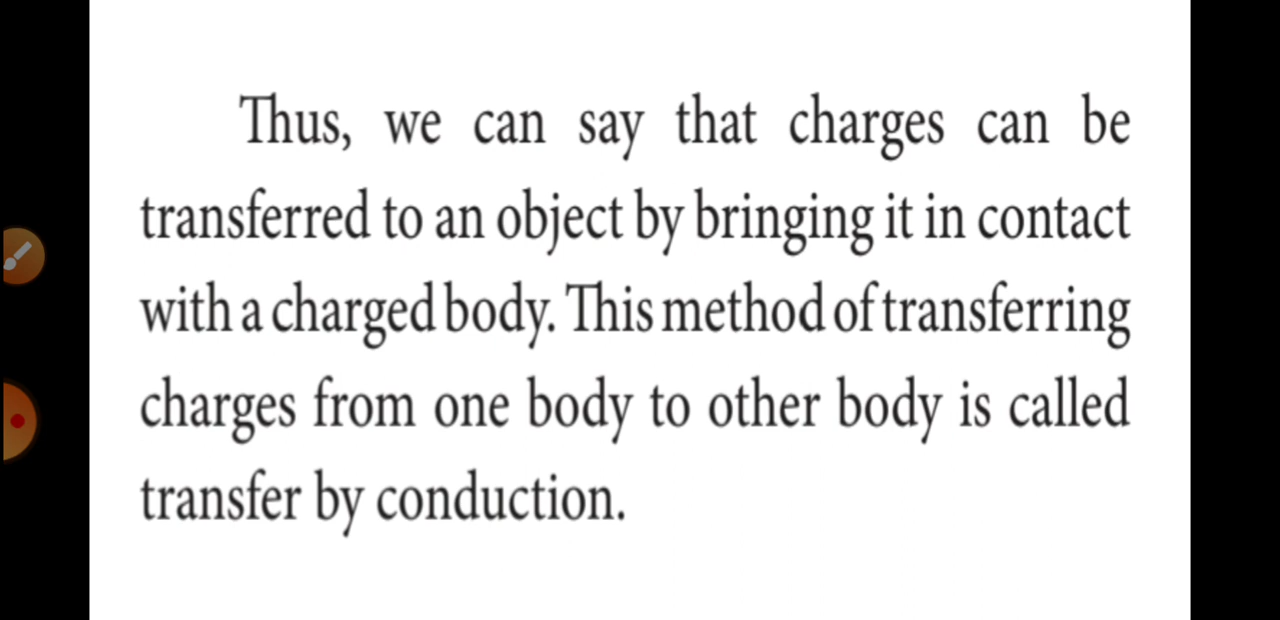 Thus, we can say that charges can be
transferred to an object by bringing it in contact
with a charged body. This method of transferring
charges from one body to other body is called
transfer by conduction.